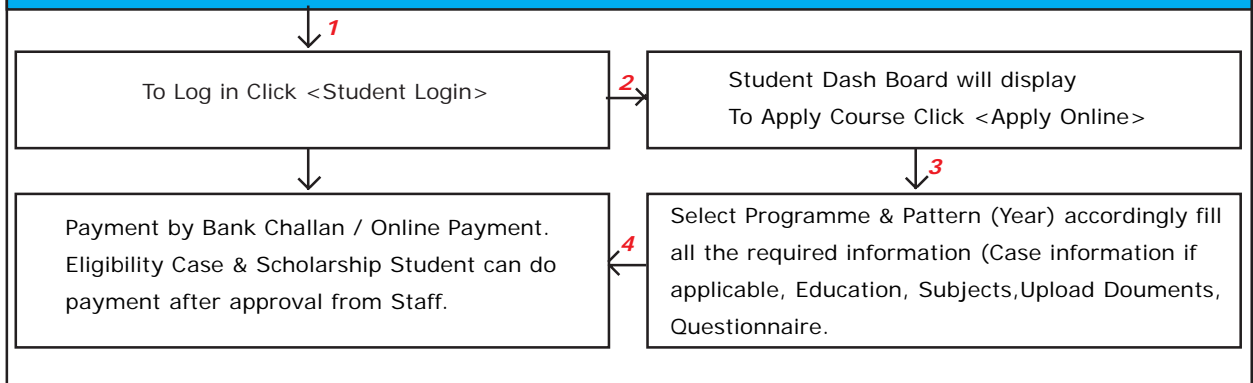 1
To Log in Click <Student Login>
2
Student Dash Board will display
To Apply Course Click <Apply Online>
3
Select Programme & Pattern (Year) accordingly fill
all the required information (Case information if
applicable, Education, Subjects,Upload Douments,
Questionnaire.
4
Payment by Bank Challan / Online Payment.
Eligibility Case & Scholarship Student can do
payment after approval from Staff.